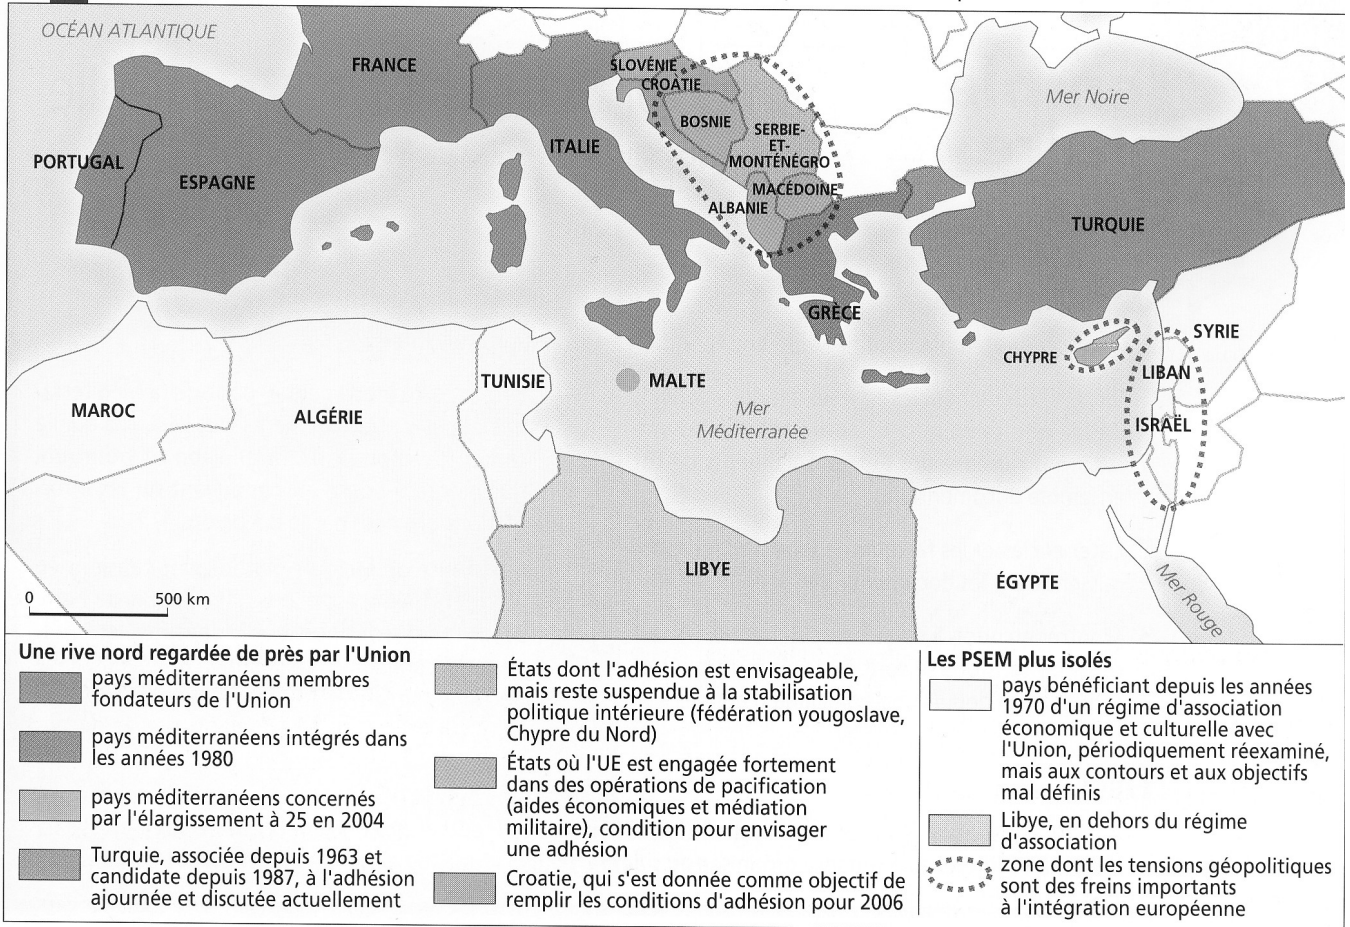 OCÉAN ATLANTIQUE
FRANCE
SLOVÉNIE
CROATIE
Mer Noire
BOSNIE
SERBIE-
ET-
MONTÉNÉGRO
ITALIE
PORTUGAL
ESPAGNE
MACÉDOINE
ALBANIE
TURQUIE
GRÈCE
SYRIE
CHYPRE
LIBAN
TUNISIE
MALTE
MAROC
ALGÉRIE
Mer
Méditerranée
ISRAËL
LIBYE
ÉGYPTE
Mer Rouge
0 500 km
Une rive nord regardée de près par l'Union
pays méditerranéens membres
fondateurs de l'Union
pays méditerranéens intégrés dans
les années 1980
pays méditerranéens concernés
par l'élargissement à 25 en 2004
Turquie, associée depuis 1963 et
candidate depuis 1987, à l'adhésion
ajournée et discutée actuellement
États dont l'adhésion est envisageable,
mais reste suspendue à la stabilisation
politique intérieure (fédération yougoslave,
Chypre du Nord)
États où l'UE est engagée fortement
dans des opérations de pacification
(aides économiques et médiation
militaire), condition pour envisager
une adhésion
Croatie, qui s'est donnée comme objectif de
remplir les conditions d'adhésion pour 2006
Les PSEM plus isolés
pays bénéficiant depuis les années
1970 d'un régime d'association
économique et culturelle avec
l'Union, périodiquement réexaminé,
mais aux contours et aux objectifs
mal définis
Libye, en dehors du régime
d'association
zone dont les tensions géopolitiques
sont des freins importants
à l'intégration européenne